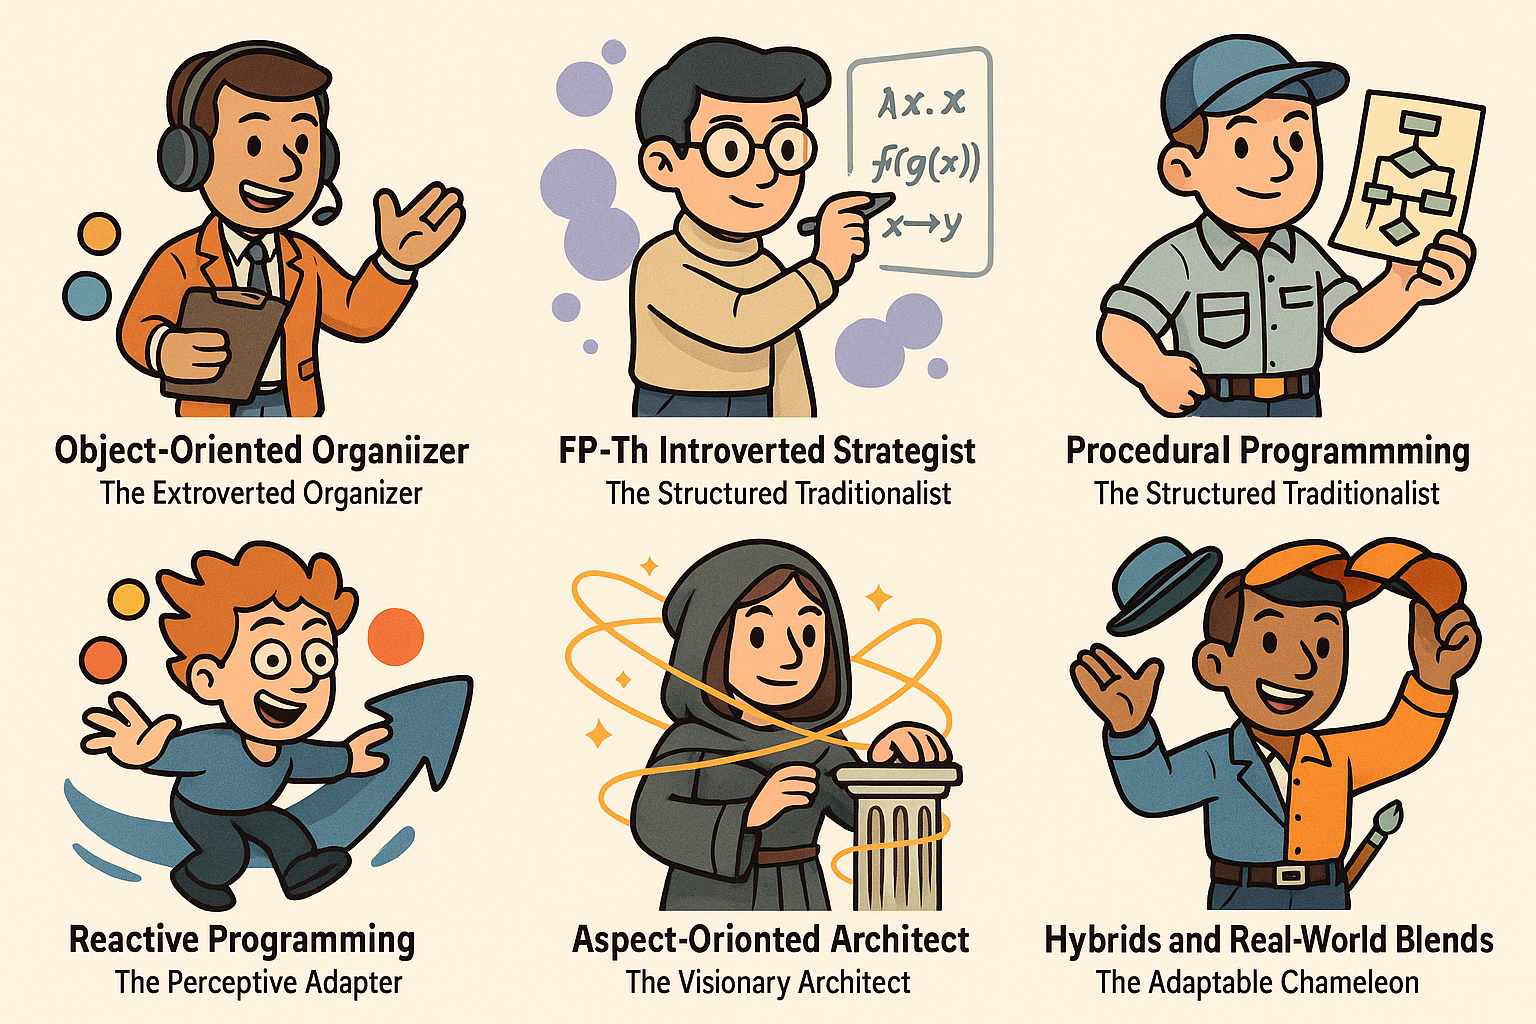 λx.x
f(g(x))
x→y
Object-Oriented Organiizer
The Extroverted Organizer
FP-Th Introverted Strategist
The Structured Traditionalist
Procedural Programmming
The Structured Traditionalist
Reactive Programming
The Perceptive Adapter
Aspect-Orionted Architect
The Visionary Architect
Hybrids and Real-World Blends
The Adaptable Chameleon